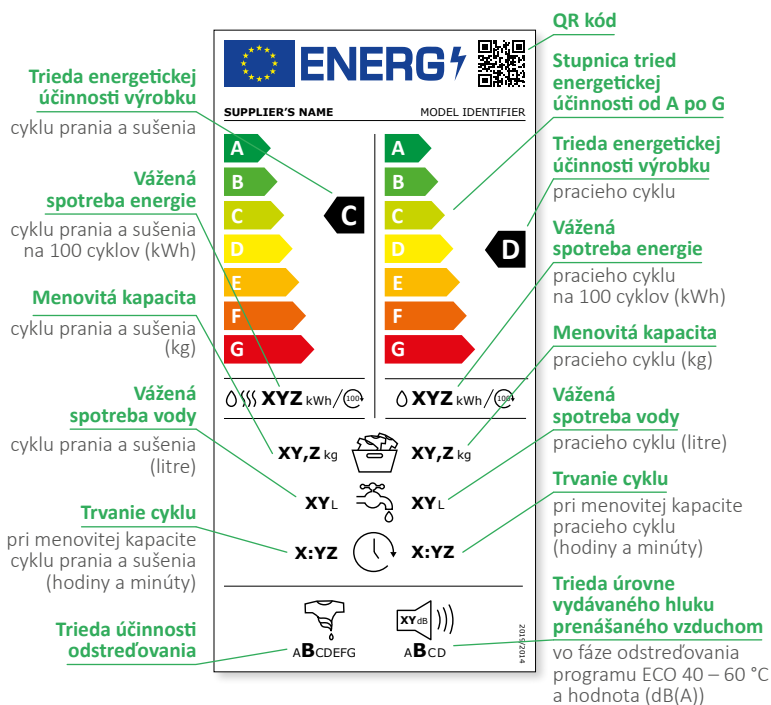 QR kód
Stupnica tried
energetickej
účinnosti od A po G
Trieda energetickej
účinnosti výrobku
pracieho cyklu
Vážená
spotreba energie
pracieho cyklu
na 100 cyklov (kWh)
Menovitá kapacita
pracieho cyklu (kg)
Vážená
spotreba vody
pracieho cyklu (litre)
Trvanie cyklu
pri menovitej kapacite
pracieho cyklu
(hodiny a minúty)
Trieda úrovne
vydávaného hluku
prenášaného vzduchom
vo fáze odstreďovania
programu ECO 40 – 60 °C
a hodnota (dB(A))
Trieda energetickej
účinnosti výrobku
cyklu prania a sušenia
Vážená
spotreba energie
cyklu prania a sušenia
na 100 cyklov (kWh)
Menovitá kapacita
cyklu prania a sušenia
(kg)
Vážená
spotreba vody
cyklu prania a sušenia
(litre)
Trvanie cyklu
pri menovitej kapacite
cyklu prania a sušenia
(hodiny a minúty)
Trieda účinnosti
odstreďovania
ENERG
SUPPLIER'S NAME MODEL IDENTIFIER
A A
B B
C C C
D D D
E E
F F
G G
XYZ kWh/100 XYZ kWh/100
XY,Z kg XY,Z kg
XY L XY L
X:YZ X:YZ
XY dB
ABCDEFG ABCD
2019/2014